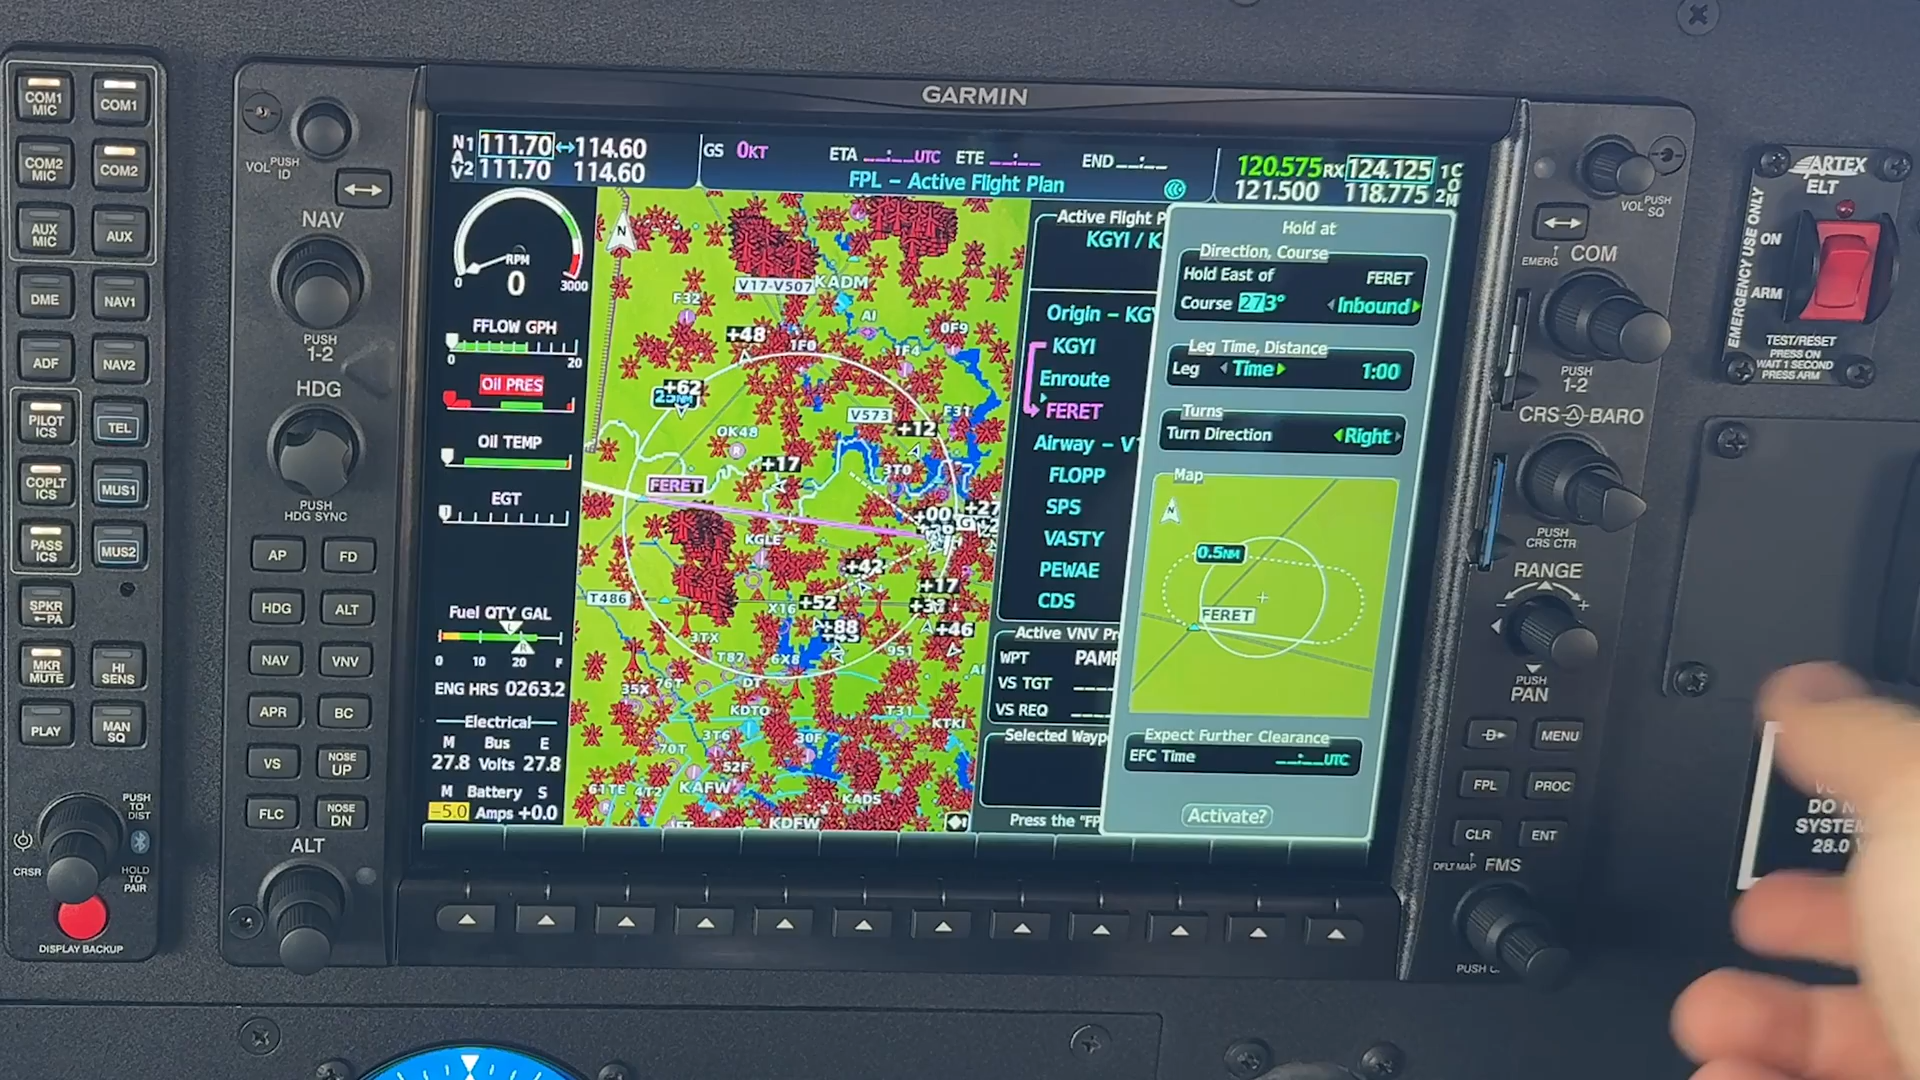 GARMIN
COM1 MIC
COM1
COM2 MIC
COM2
AUX MIC
AUX
DME
NAV1
ADF
NAV2
PILOT ICS
TEL
COPLT ICS
MUS1
PASS ICS
MUS2
SPKR PA
MKR MUTE
HI SENS
PLAY
MAN SQ
PUSH TO DIST
CRSR
HOLD TO PAIR
DISPLAY BACKUP
VOL PUSH ID
NAV
PUSH 1-2
HDG
PUSH HDG SYNC
AP
FD
HDG
ALT
NAV
VNV
APR
BC
VS
NOSE UP
FLC
NOSE DN
ALT
N1 111.70 ↔ 114.60
A
V2 111.70 114.60
GS 0KT
ETA __:__UTC
ETE __:__
END __:__
FPL – Active Flight Plan
120.575 RX 124.125 1C
O
121.500 118.775 2M
RPM
0
0
3000
FFLOW GPH
0
20
Oil PRES
Oil TEMP
EGT
1
Fuel QTY GAL
L
R
0 10 20 F
ENG HRS 0263.2
Electrical
M Bus E
27.8 Volts 27.8
M Battery S
-5.0 Amps +0.0
N
V17-V507
KADM
F32
AI
0F9
+48
1F0
1F4
+62
25NM
V573
F31
+12
OK48
R
+17
3T0
FERET
+00
+27
KGLE
+42
+17
T486
X16
+52
+88
+46
3TX
T87
6X8
9S1
35X
76T
DT
KDTO
T31
KTKI
3T6
30F
70T
52F
61TE
4T2
KAFW
KADS
KDFW
Active Flight P
KGYI / K
Origin – KGY
KGYI
Enroute
FERET
Airway – V1
FLOPP
SPS
VASTY
PEWAE
CDS
Active VNV Pr
WPT PAMP
VS TGT ____
VS REQ ____
Selected Wayp
Press the "FP
Hold at
Direction, Course
Hold East of FERET
Course 273° Inbound
Leg Time, Distance
Leg Time 1:00
Turns
Turn Direction Right
Map
N
0.5NM
FERET
Expect Further Clearance
EFC Time __:__UTC
Activate?
VOL PUSH SQ
EMERG
COM
PUSH 1-2
CRS BARO
PUSH CRS CTR
RANGE
- +
PUSH PAN
D
MENU
FPL
PROC
CLR
ENT
DFLT MAP
FMS
PUSH C
ARTEX
ELT
EMERGENCY USE ONLY
ON
ARM
TEST/RESET
PRESS ON
WAIT 1 SECOND
PRESS ARM
DO N
SYSTEM
28.0 V